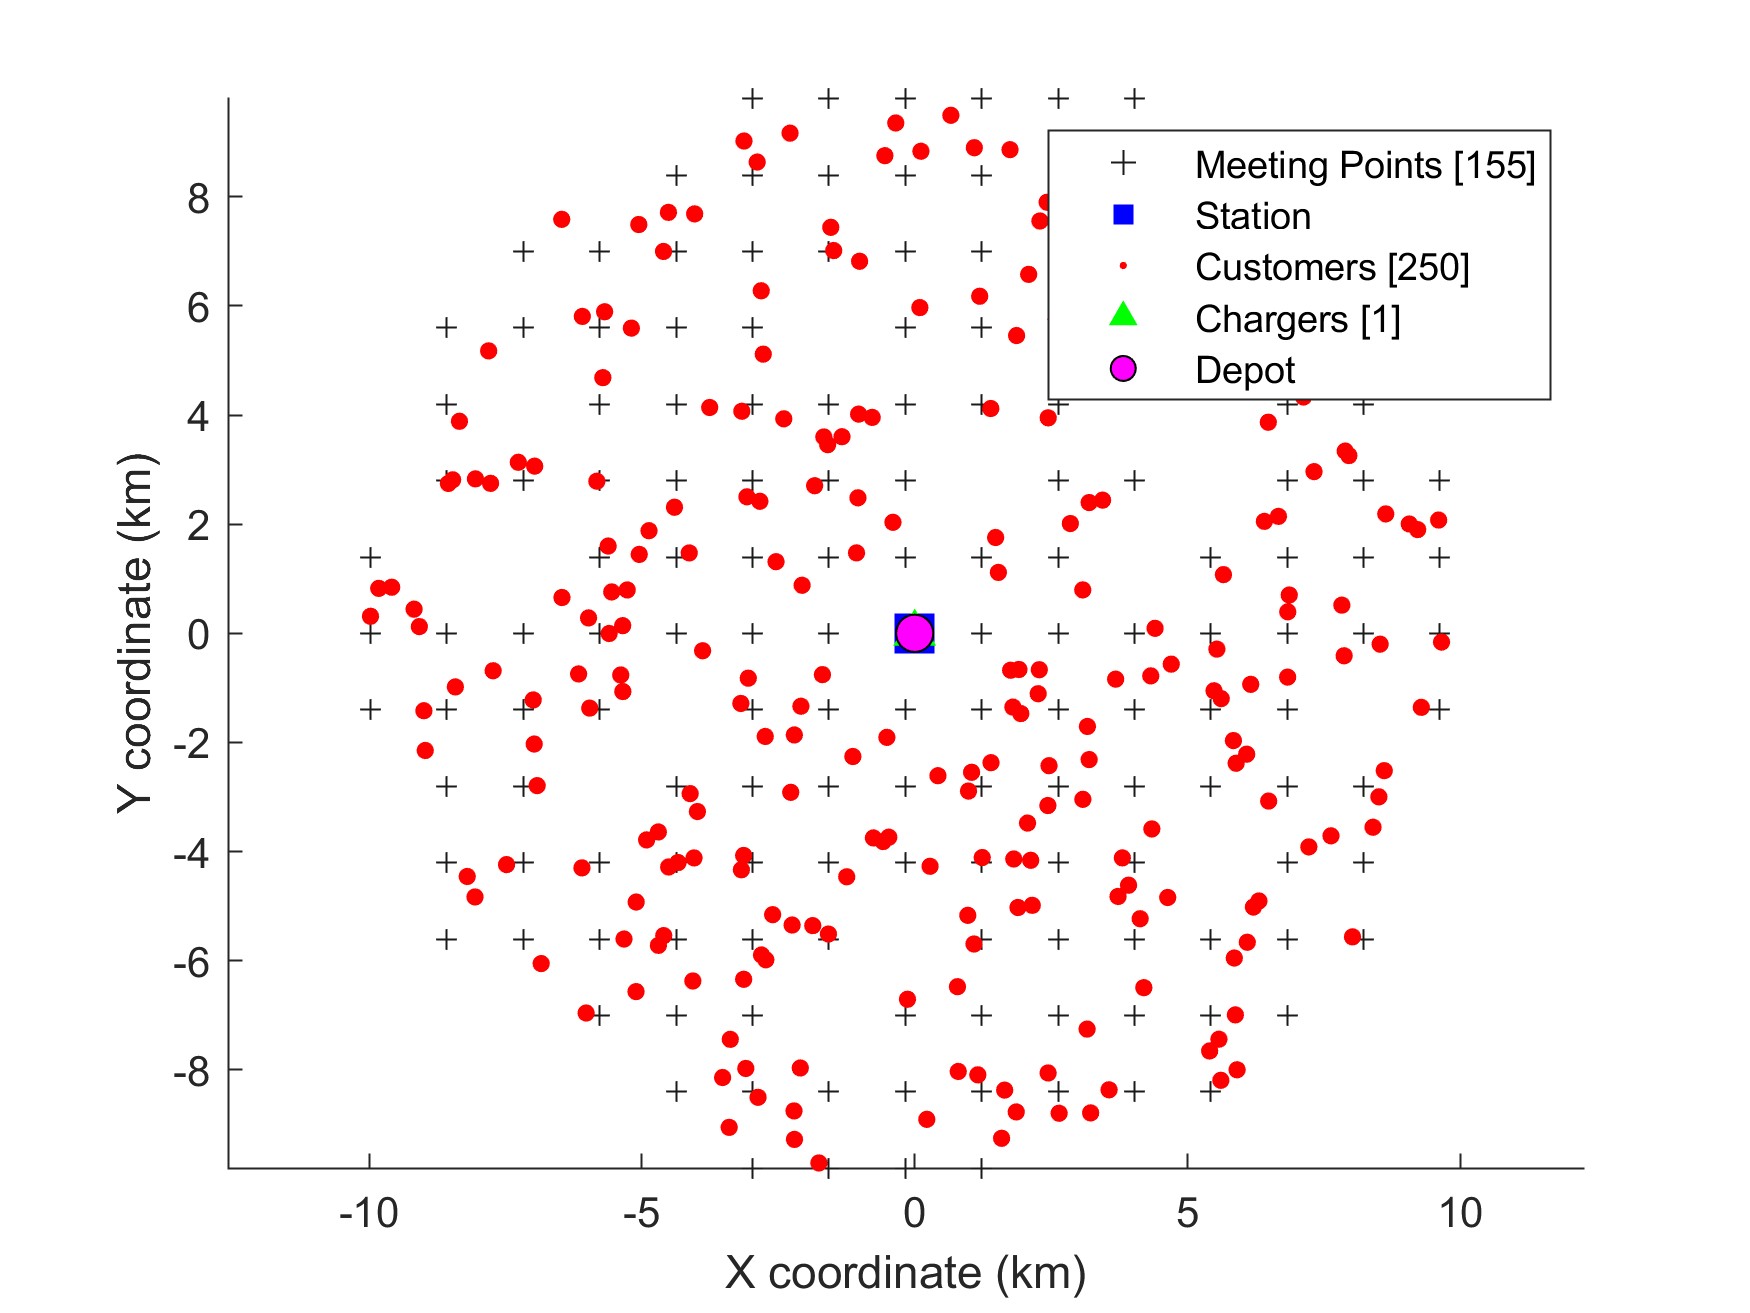 Meeting Points [155]
Station
Customers [250]
Chargers [1]
Depot
8
6
4
2
0
-2
-4
-6
-8
Y coordinate (km)
-10 -5 0 5 10
X coordinate (km)